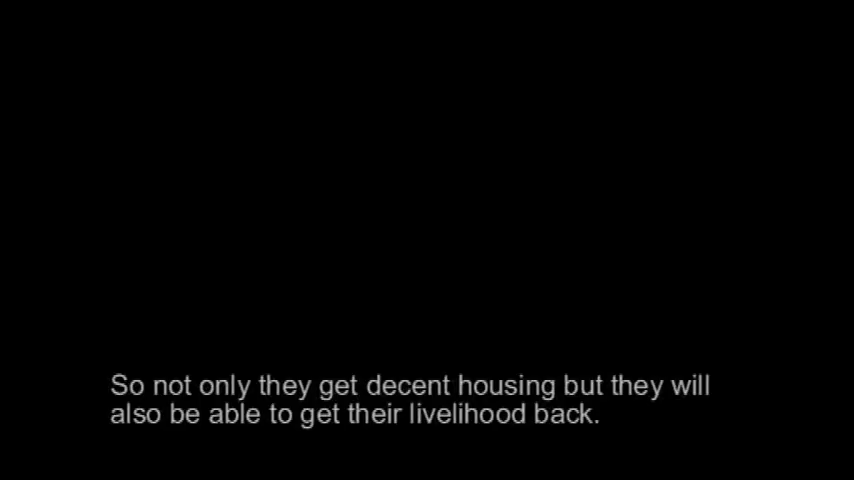 So not only they get decent housing but they will
also be able to get their livelihood back.